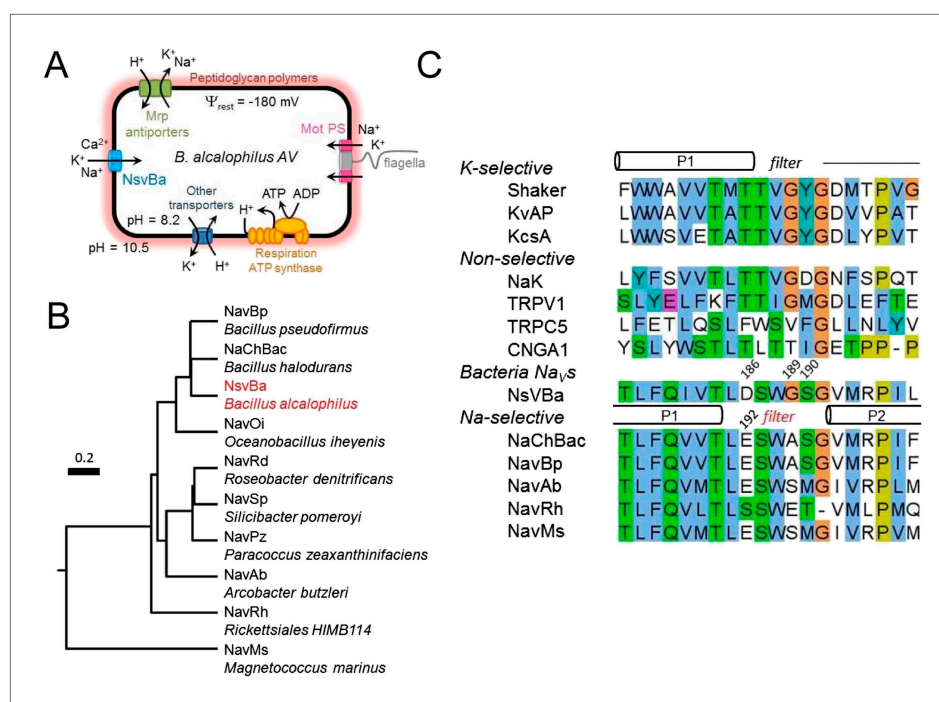 A
H⁺
K⁺
Na⁺
Peptidoglycan polymers
Ψrest = -180 mV
Mrp
antiporters
Mot PS
Na⁺
K⁺
Ca²⁺
K⁺
Na⁺
B. alcalophilus AV
flagella
NsvBa
Other
transporters
ATP
ADP
H⁺
pH = 8.2
pH = 10.5
K⁺
H⁺
Respiration
ATP synthase
B
NavBp
Bacillus pseudofirmus
NaChBac
Bacillus halodurans
NsvBa
Bacillus alcalophilus
NavOi
Oceanobacillus iheyenis
0.2
NavRd
Roseobacter denitrificans
NavSp
Silicibacter pomeroyi
NavPz
Paracoccus zeaxanthinifaciens
NavAb
Arcobacter butzleri
NavRh
Rickettsiales HIMB114
NavMs
Magnetococcus marinus
C
P1 filter
K-selective
Shaker FWWAVVTMTTVGYGDMTPVG
KvAP LWWAVVTATTVGYGDVVPAT
KcsA LWWSVETATTVGYGDLYPVT
Non-selective
NaK LYFSVVTLTTVGDGNFSPQT
TRPV1 SLYELFKFTTIGMGDLEFTE
TRPC5 LFETLQSLFWSVFGLLNLYV
CNGA1 YSLYWSTLTLTTIGETPP-P
186 189 190
Bacteria NaVs
NsVBa TLFQIVTLDSWGSGVMRPIL
P1 192 filter P2
Na-selective
NaChBac TLFQVVTLESWASGVMRPIF
NavBp TLFQVVTLESWASGVMRPIF
NavAb TLFQVMTLESWSMGIVRPLM
NavRh TLFQVLTLSSWET-VMLPMQ
NavMs TLFQVMTLESWSMGIVRPVM